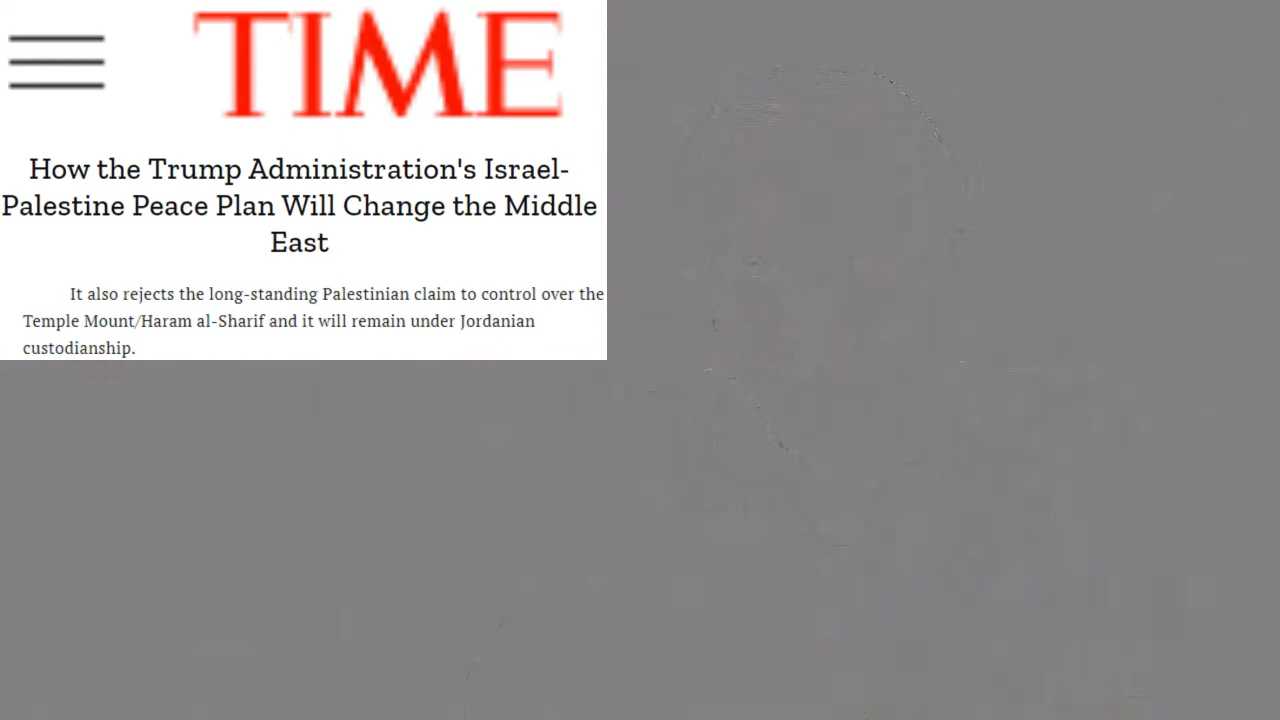 TIME
How the Trump Administration's Israel-
Palestine Peace Plan Will Change the Middle
East
It also rejects the long-standing Palestinian claim to control over the
Temple Mount/Haram al-Sharif and it will remain under Jordanian
custodianship.